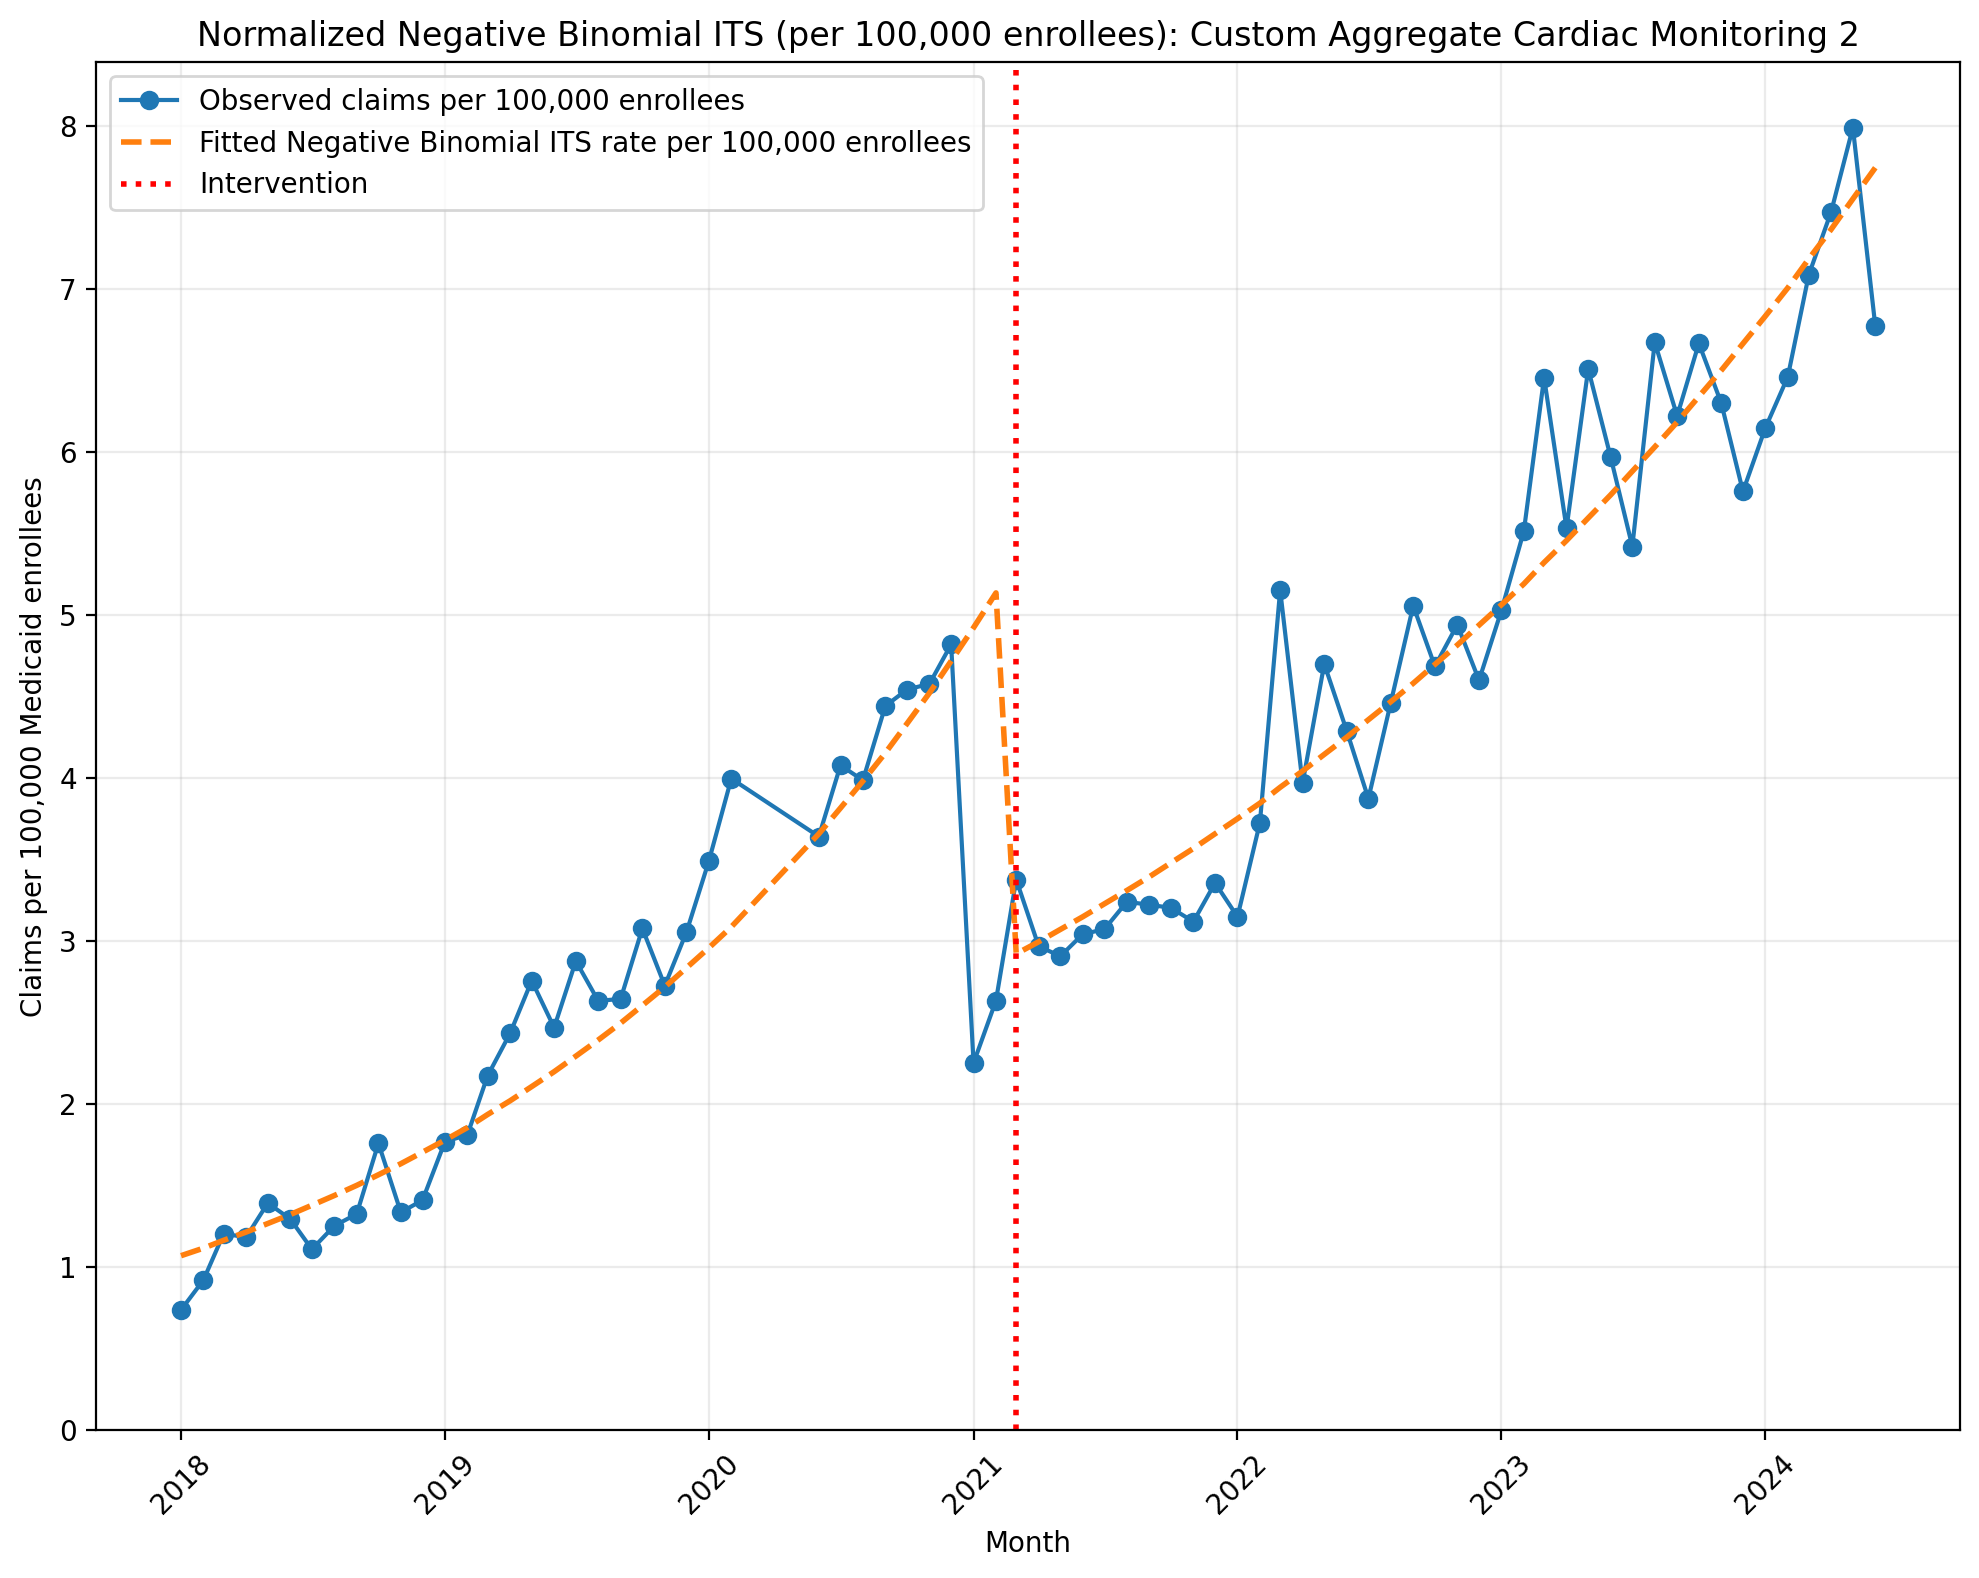 Normalized Negative Binomial ITS (per 100,000 enrollees): Custom Aggregate Cardiac Monitoring 2
Observed claims per 100,000 enrollees
Fitted Negative Binomial ITS rate per 100,000 enrollees
Intervention
Claims per 100,000 Medicaid enrollees
8
7
6
5
4
3
2
1
0
2018
2019
2020
2021
2022
2023
2024
Month